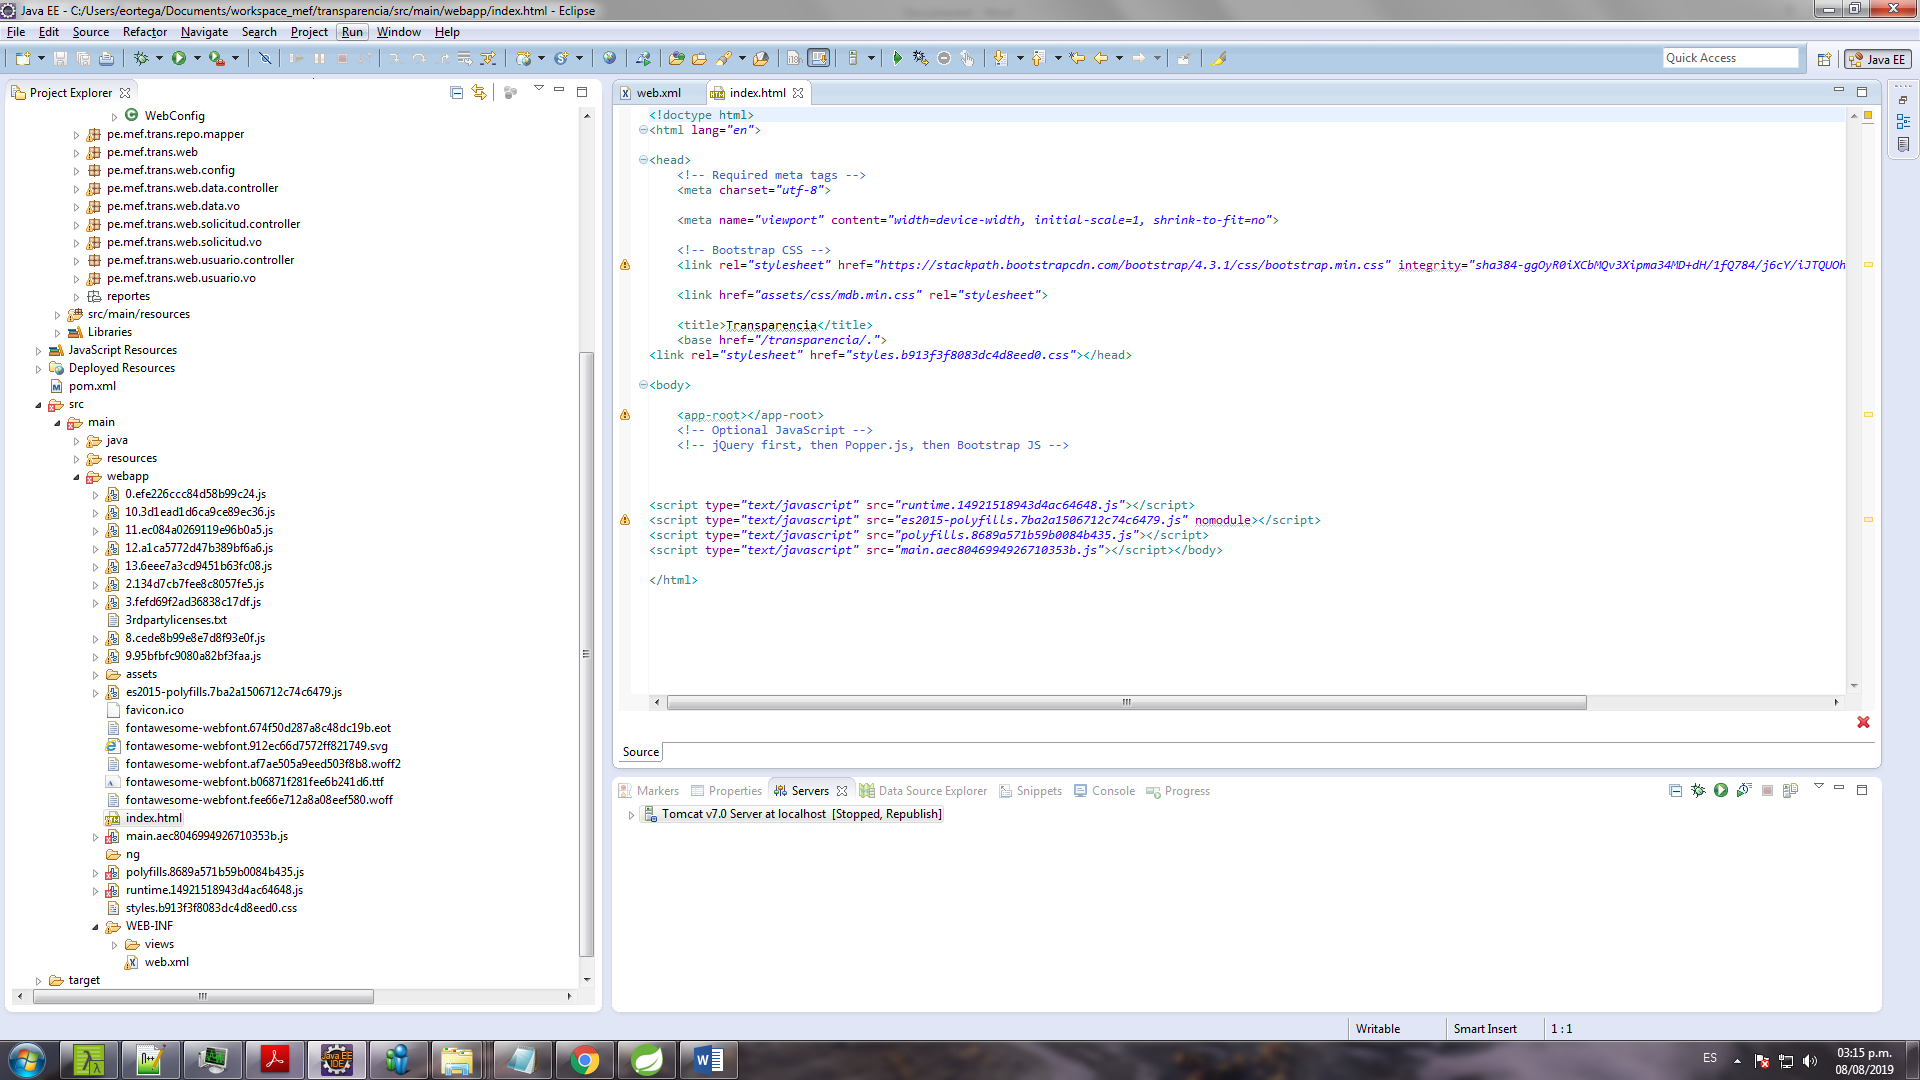 Java EE - C:/Users/eortega/Documents/workspace_mef/transparencia/src/main/webapp/index.html - Eclipse
File Edit Source Refactor Navigate Search Project Run Window Help
Quick Access
Java EE
Project Explorer
WebConfig
pe.mef.trans.repo.mapper
pe.mef.trans.web
pe.mef.trans.web.config
pe.mef.trans.web.data.controller
pe.mef.trans.web.data.vo
pe.mef.trans.web.solicitud.controller
pe.mef.trans.web.solicitud.vo
pe.mef.trans.web.usuario.controller
pe.mef.trans.web.usuario.vo
reportes
src/main/resources
Libraries
JavaScript Resources
Deployed Resources
pom.xml
src
main
java
resources
webapp
0.efe226ccc84d58b99c24.js
10.3d1ead1d6ca9ce89ec36.js
11.ec084a0269119e96b0a5.js
12.a1ca5772d47b389bf6a6.js
13.6eee7a3cd9451b63fc08.js
2.134d7cb7fee8c8057fe5.js
3.fefd69f2ad36838c17df.js
3rdpartylicenses.txt
8.cede8b99e8e7d8f93e0f.js
9.95bfbfc9080a82bf3faa.js
assets
es2015-polyfills.7ba2a1506712c74c6479.js
favicon.ico
fontawesome-webfont.674f50d287a8c48dc19b.eot
fontawesome-webfont.912ec66d7572ff821749.svg
fontawesome-webfont.af7ae505a9eed503f8b8.woff2
fontawesome-webfont.b06871f281fee6b241d6.ttf
fontawesome-webfont.fee66e712a8a08eef580.woff
index.html
main.aec8046994926710353b.js
ng
polyfills.8689a571b59b0084b435.js
runtime.14921518943d4ac64648.js
styles.b913f3f8083dc4d8eed0.css
WEB-INF
views
web.xml
target
web.xml index.html
<!doctype html>
<html lang="en">
<head>
<!-- Required meta tags -->
<meta charset="utf-8">
<meta name="viewport" content="width=device-width, initial-scale=1, shrink-to-fit=no">
<!-- Bootstrap CSS -->
<link rel="stylesheet" href="https://stackpath.bootstrapcdn.com/bootstrap/4.3.1/css/bootstrap.min.css" integrity="sha384-ggOyR0iXCbMQv3Xipma34MD+dH/1fQ784/j6cY/iJTQUOh
<link href="assets/css/mdb.min.css" rel="stylesheet">
<title>Transparencia</title>
<base href="/transparencia/.">
<link rel="stylesheet" href="styles.b913f3f8083dc4d8eed0.css"></head>
<body>
<app-root></app-root>
<!-- Optional JavaScript -->
<!-- jQuery first, then Popper.js, then Bootstrap JS -->
<script type="text/javascript" src="runtime.14921518943d4ac64648.js"></script>
<script type="text/javascript" src="es2015-polyfills.7ba2a1506712c74c6479.js" nomodule></script>
<script type="text/javascript" src="polyfills.8689a571b59b0084b435.js"></script>
<script type="text/javascript" src="main.aec8046994926710353b.js"></script></body>
</html>
Source
Markers Properties Servers Data Source Explorer Snippets Console Progress
Tomcat v7.0 Server at localhost [Stopped, Republish]
Writable Smart Insert 1 : 1
ES
03:15 p.m.
08/08/2019